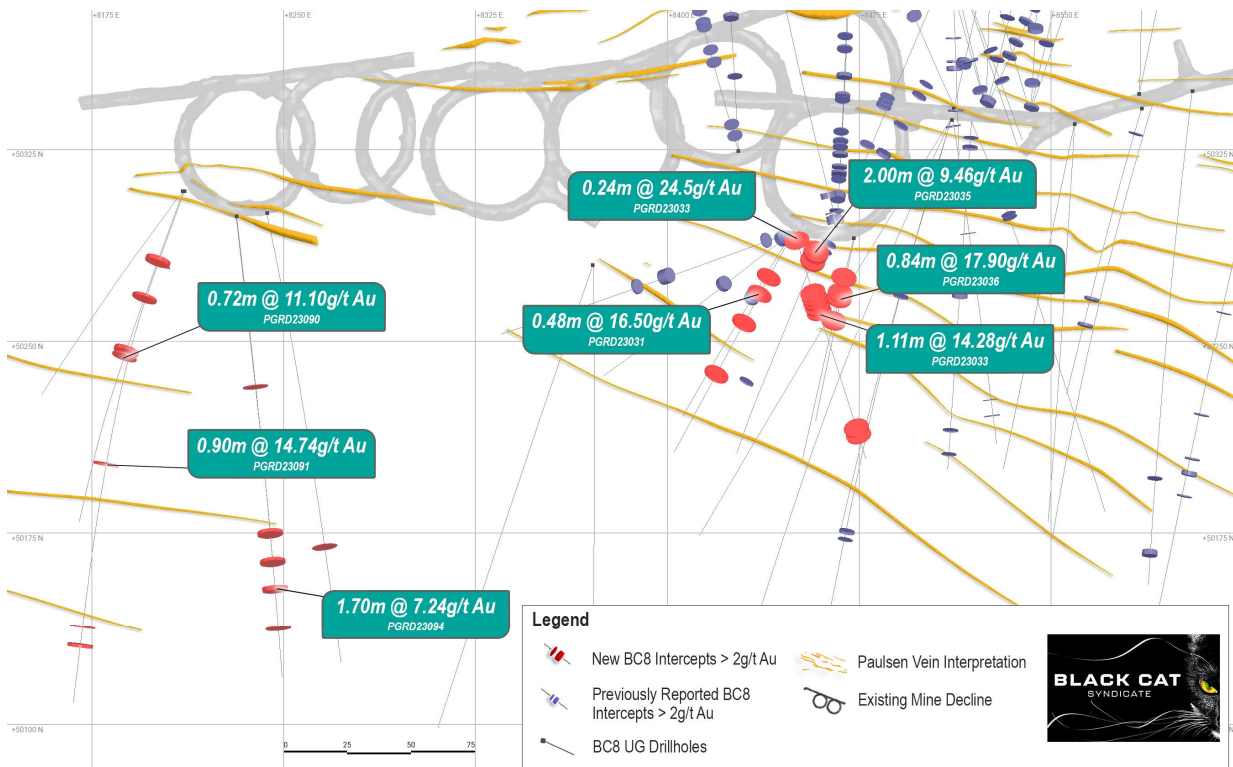 +8175 E
+8250 E
+8325 E
+8400 E
+8475 E
+8550 E
+50325 N
+50325 N
0.24m @ 24.5g/t Au
PGRD23033
2.00m @ 9.46g/t Au
PGRD23035
0.84m @ 17.90g/t Au
PGRD23036
0.72m @ 11.10g/t Au
PGRD23090
0.48m @ 16.50g/t Au
PGRD23031
1.11m @ 14.28g/t Au
PGRD23033
+50250 N
+50250 N
0.90m @ 14.74g/t Au
PGRD23091
+50175 N
+50175 N
1.70m @ 7.24g/t Au
PGRD23094
Legend
New BC8 Intercepts > 2g/t Au
Previously Reported BC8
Intercepts > 2g/t Au
BC8 UG Drillholes
Paulsen Vein Interpretation
Existing Mine Decline
BLACK CAT
SYNDICATE
+50100 N
0
25
50
75